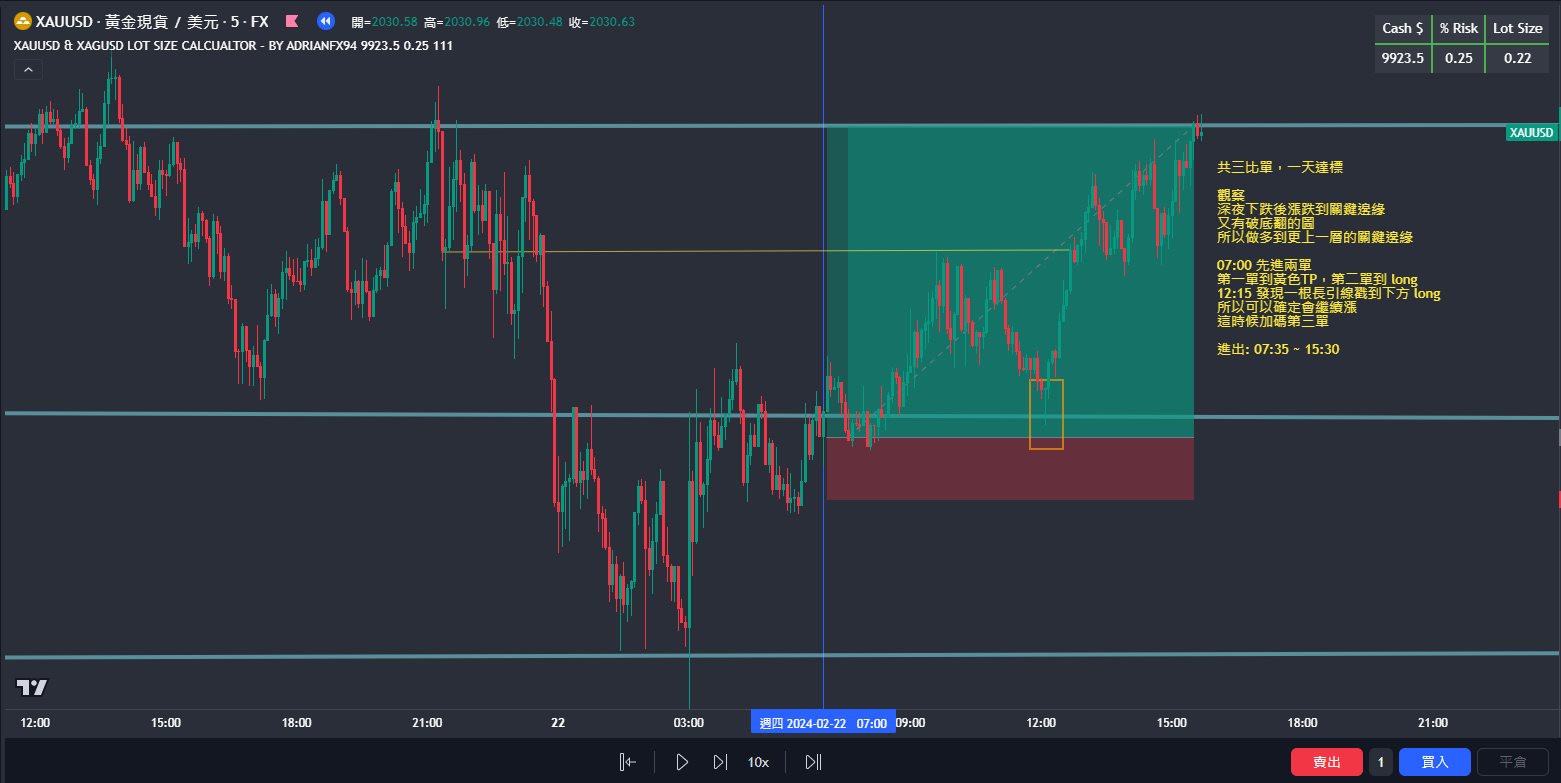 XAUUSD · 黃金現貨 / 美元 · 5 · FX 開=2030.58 高=2030.96 低=2030.48 收=2030.63
XAUUSD & XAGUSD LOT SIZE CALCUALTOR - BY ADRIANFX94 9923.5 0.25 111
Cash $ % Risk Lot Size
9923.5 0.25 0.22
XAUUSD
共三比單，一天達標
觀察
深夜下跌後漲跌到關鍵邊緣
又有破底翻的圖
所以做多到更上一層的關鍵邊緣
07:00 先進兩單
第一單到黃色TP，第二單到 long
12:15 發現一根長引線戳到下方 long
所以可以確定會繼續漲
這時候加碼第三單
進出: 07:35 ~ 15:30
12:00 15:00 18:00 21:00 22 03:00 週四 2024-02-22 07:00 09:00 12:00 15:00 18:00 21:00
10x
賣出 1 買入 平倉